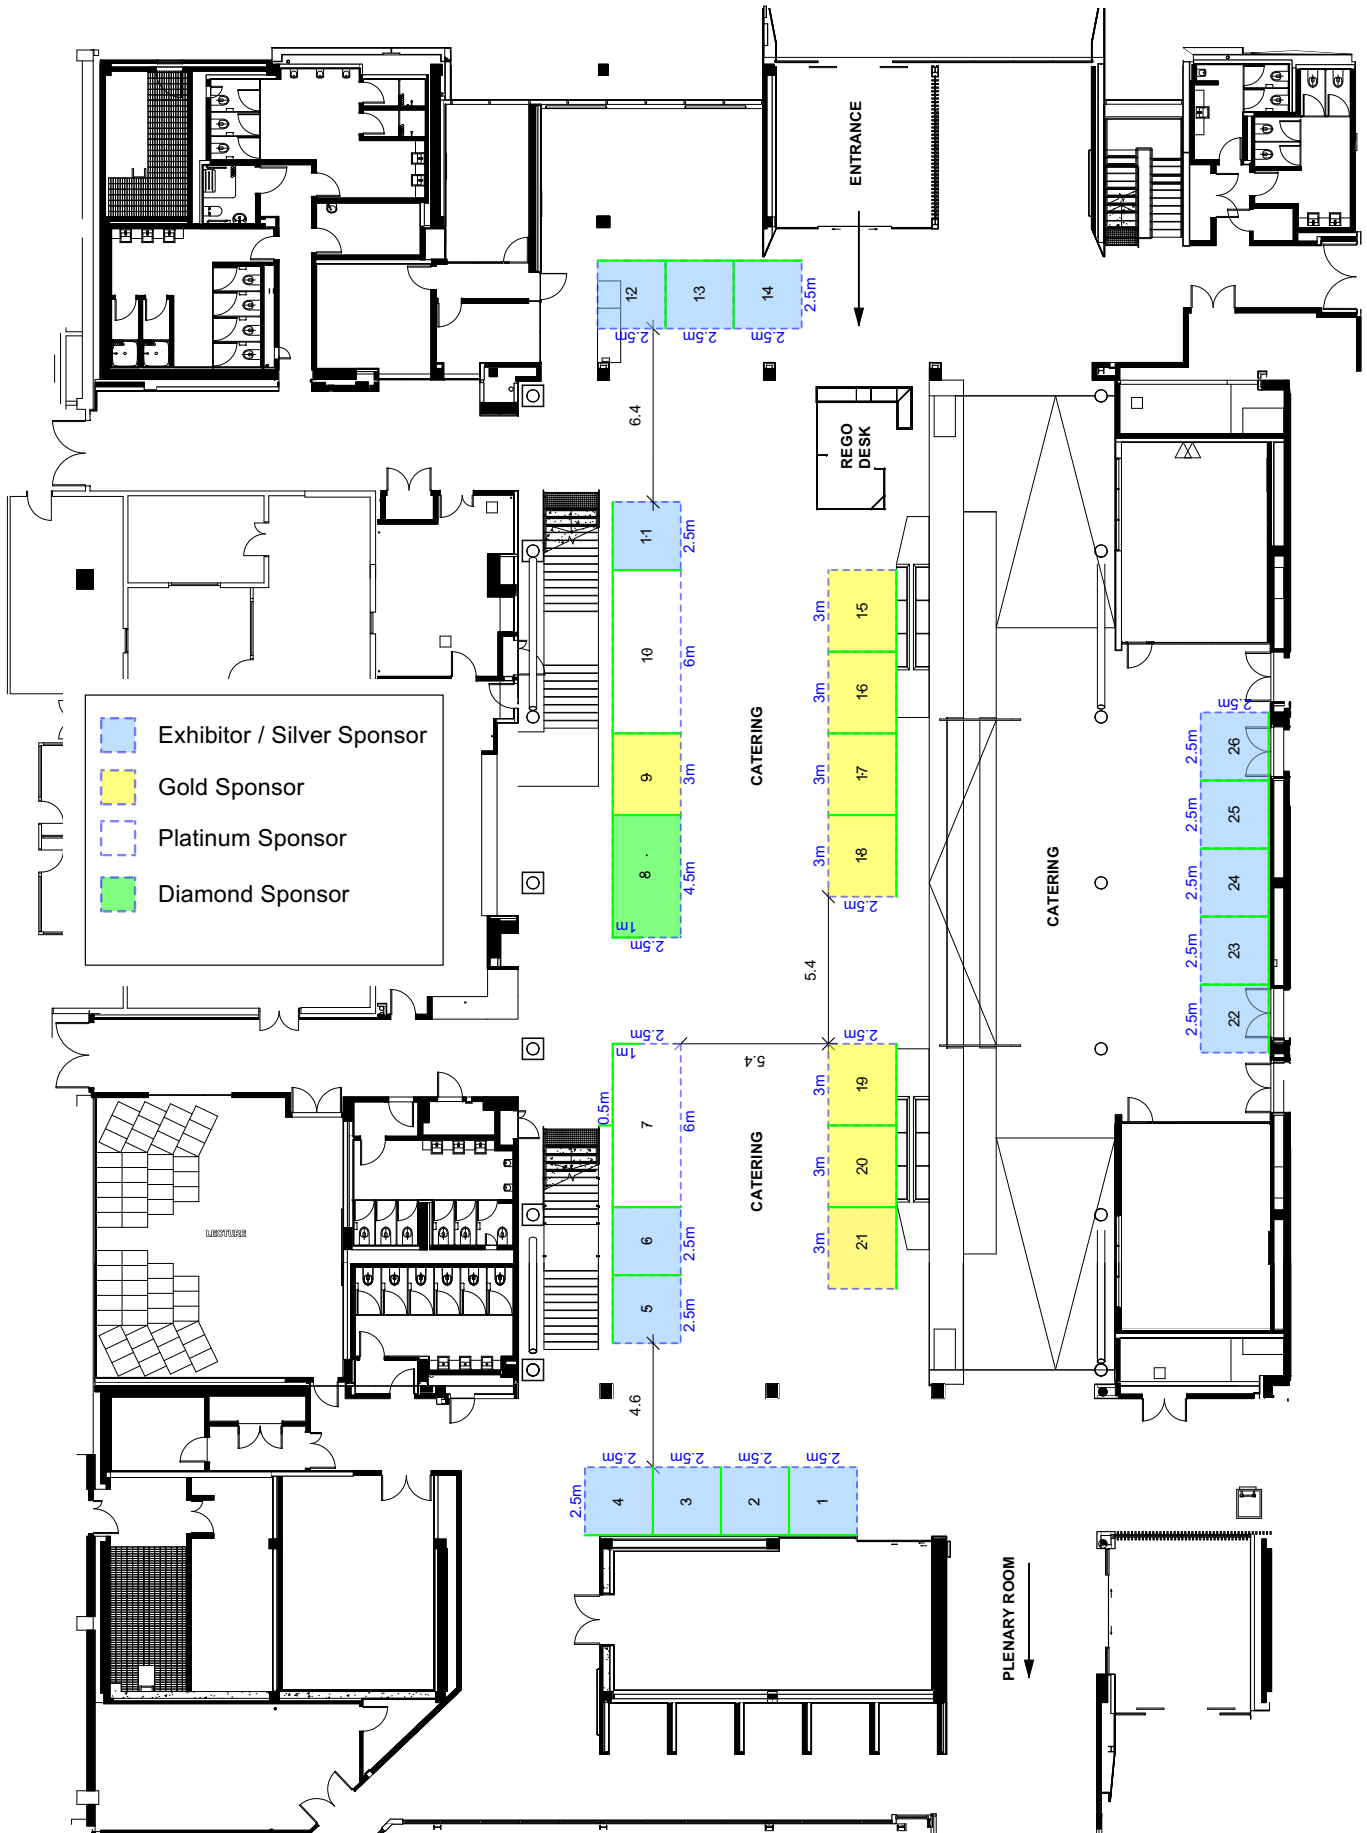 ENTRANCE
12
13
14
2.5m
2.5m
2.5m
2.5m
6.4
REGO
DESK
11
2.5m
10
6m
9
3m
8
4.5m
1m
2.5m
CATERING
15
3m
16
3m
17
3m
18
3m
2.5m
5.4
Exhibitor / Silver Sponsor
Gold Sponsor
Platinum Sponsor
Diamond Sponsor
CATERING
2.5m
26
2.5m
25
2.5m
24
2.5m
23
2.5m
22
2.5m
2.5m
1m
0.5m
7
6m
5.4
2.5m
19
3m
20
3m
21
3m
CATERING
6
2.5m
5
2.5m
LECTURE
4.6
2.5m
2.5m
2.5m
2.5m
2.5m
4
3
2
1
PLENARY ROOM